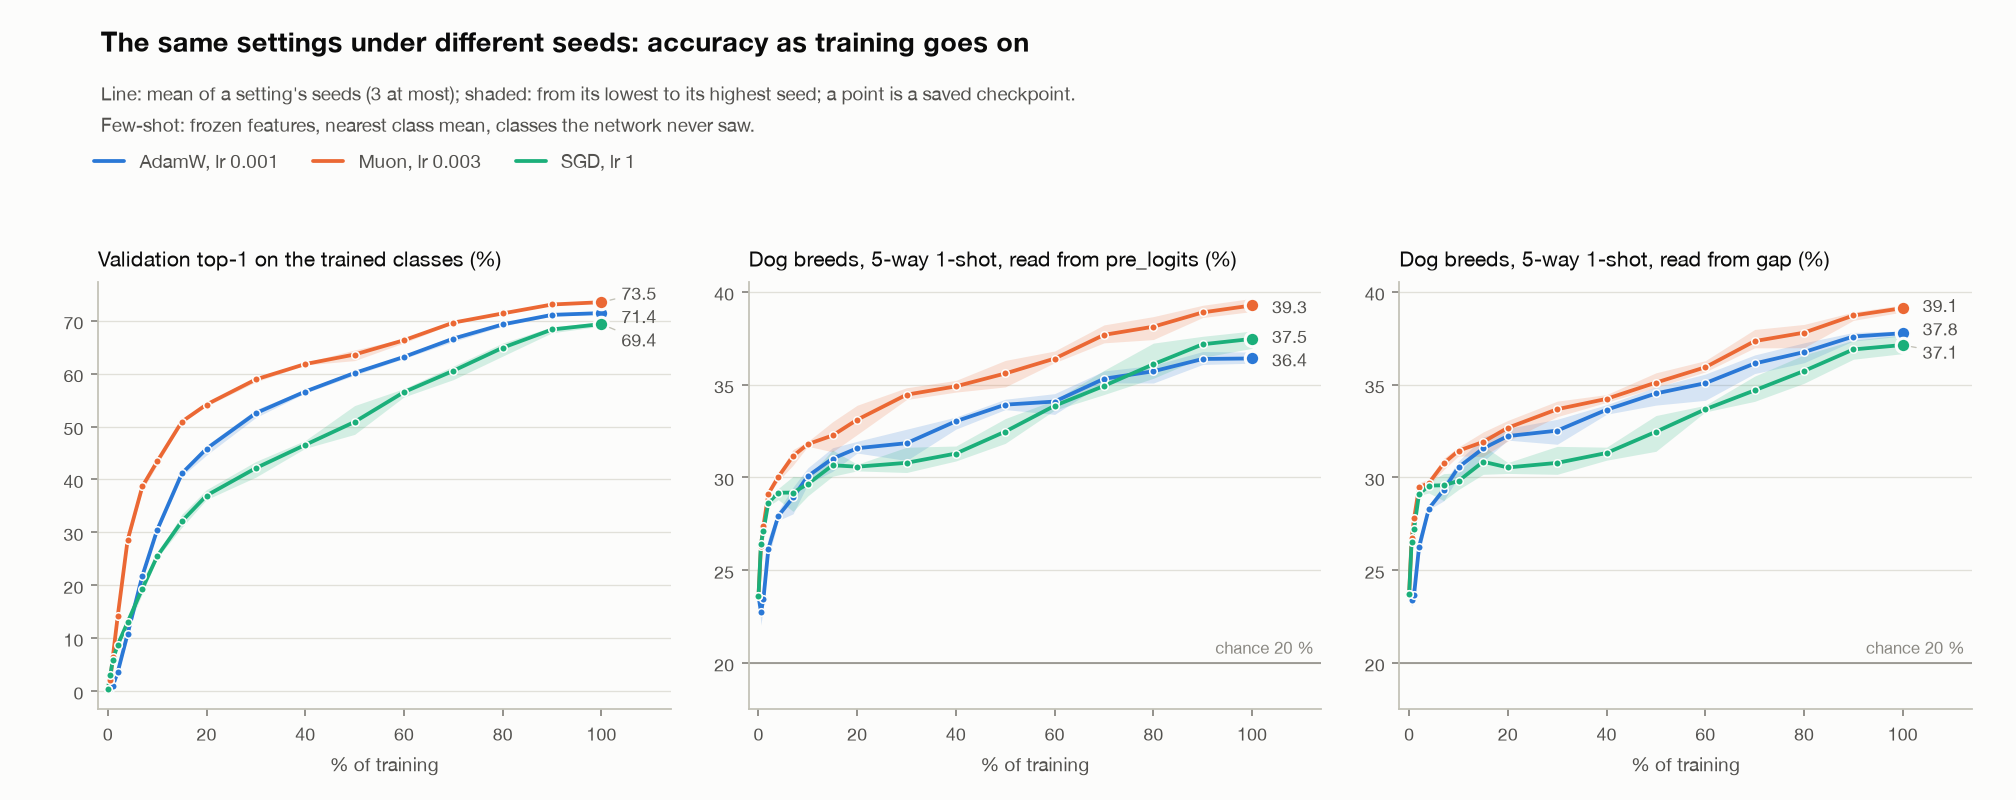 The same settings under different seeds: accuracy as training goes on
Line: mean of a setting's seeds (3 at most); shaded: from its lowest to its highest seed; a point is a saved checkpoint.
Few-shot: frozen features, nearest class mean, classes the network never saw.
AdamW, lr 0.001
Muon, lr 0.003
SGD, lr 1
Validation top-1 on the trained classes (%)
73.5
71.4
69.4
70
60
50
40
30
20
10
0
0 20 40 60 80 100
% of training
Dog breeds, 5-way 1-shot, read from pre_logits (%)
40
35
30
25
20
39.3
37.5
36.4
chance 20 %
0 20 40 60 80 100
% of training
Dog breeds, 5-way 1-shot, read from gap (%)
40
35
30
25
20
39.1
37.8
37.1
chance 20 %
0 20 40 60 80 100
% of training